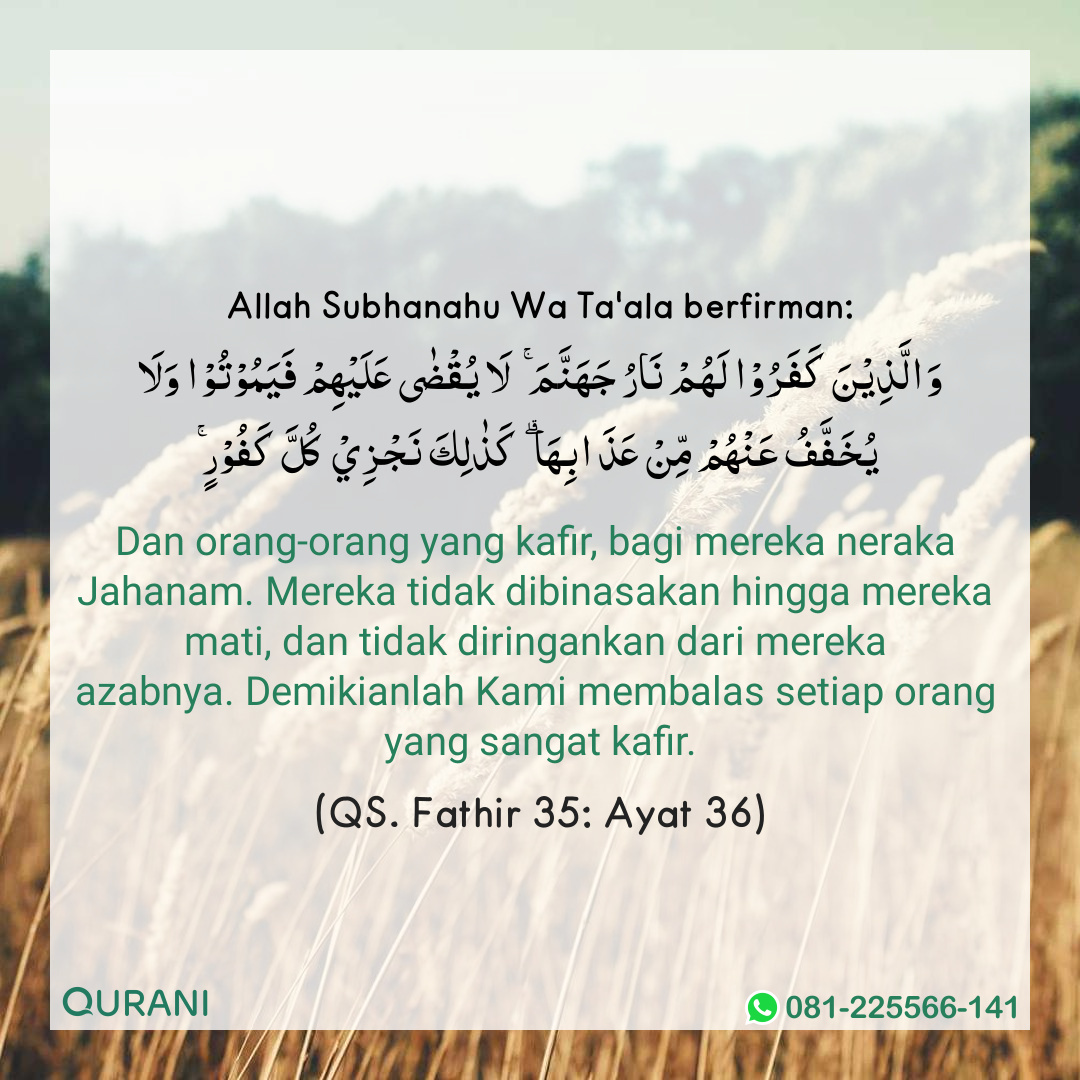 Allah Subhanahu Wa Ta'ala berfirman:
وَالَّذِيْنَ كَفَرُوْا لَهُمْ نَارُ جَهَنَّمَ ۚ لَا يُقْضٰى عَلَيْهِمْ فَيَمُوْتُوْا وَلَا
يُخَفَّفُ عَنْهُمْ مِّنْ عَذَابِهَا ۗ كَذٰلِكَ نَجْزِيْ كُلَّ كَفُوْرٍ ۚ
Dan orang-orang yang kafir, bagi mereka neraka
Jahanam. Mereka tidak dibinasakan hingga mereka
mati, dan tidak diringankan dari mereka
azabnya. Demikianlah Kami membalas setiap orang
yang sangat kafir.
(QS. Fathir 35: Ayat 36)
QURANI
081-225566-141